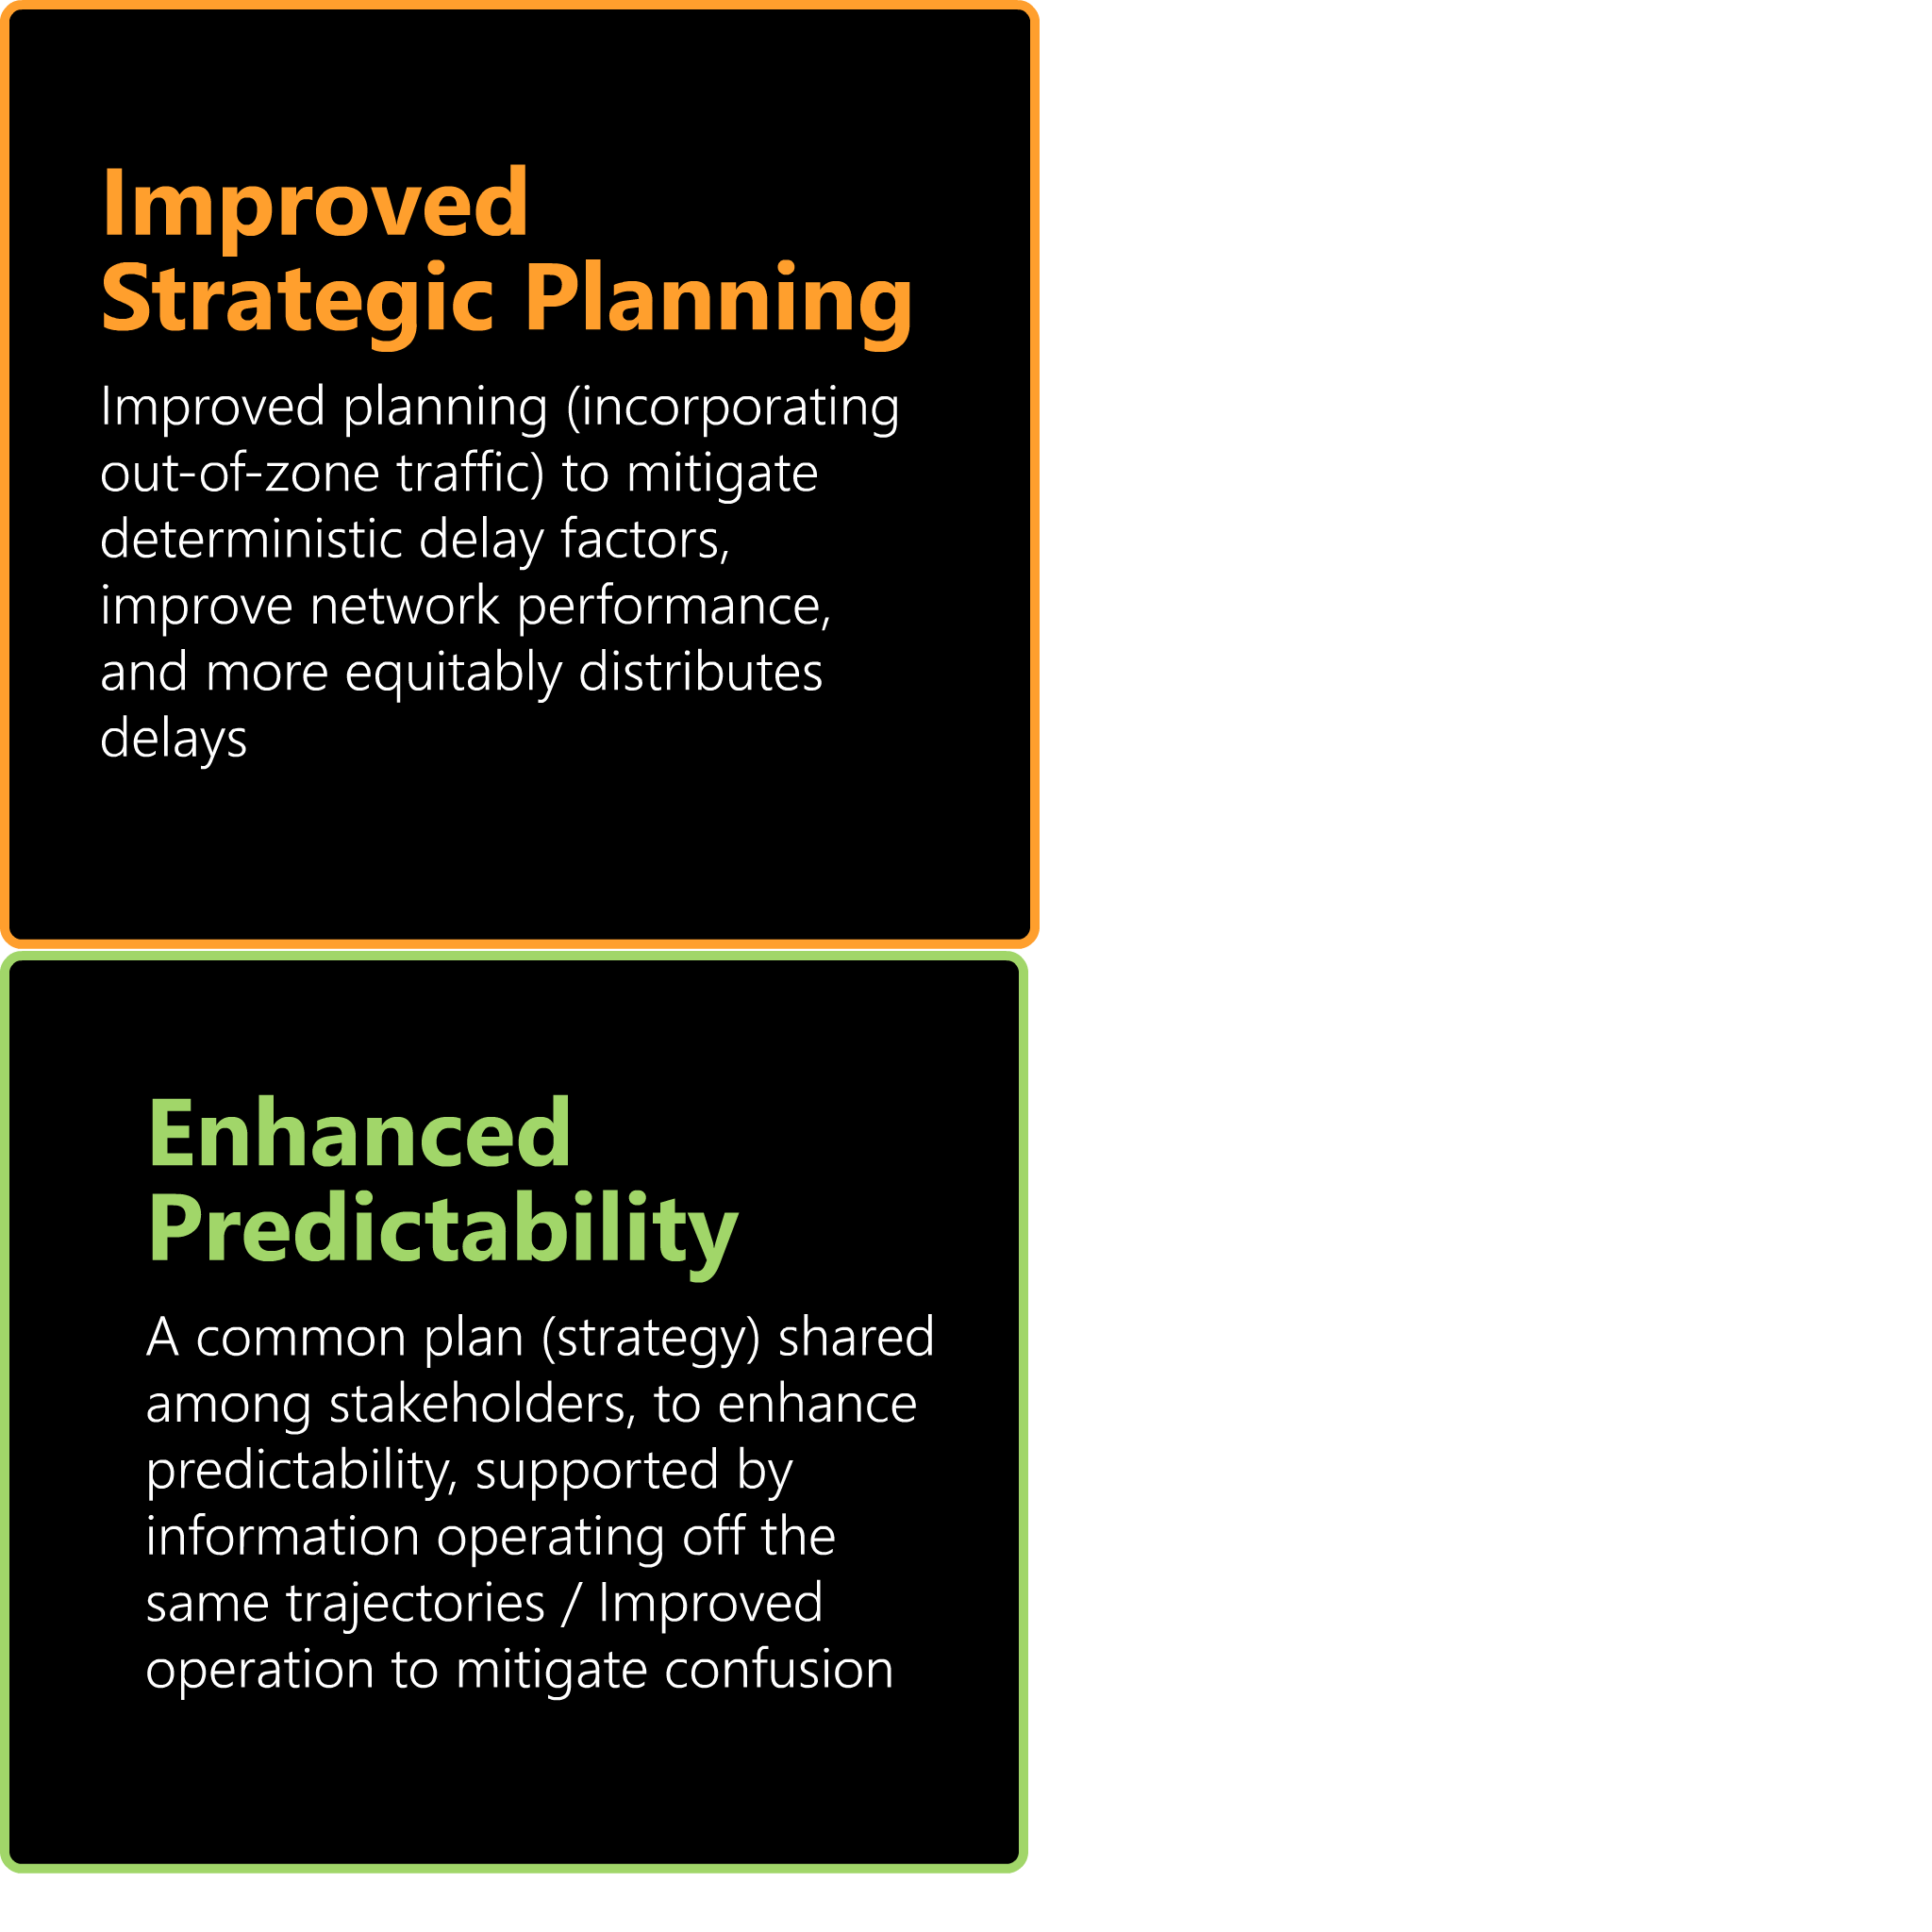 Improved
Strategic Planning
Improved planning (incorporating
out-of-zone traffic) to mitigate
deterministic delay factors,
improve network performance,
and more equitably distributes
delays
Enhanced
Predictability
A common plan (strategy) shared
among stakeholders, to enhance
predictability, supported by
information operating off the
same trajectories / Improved
operation to mitigate confusion